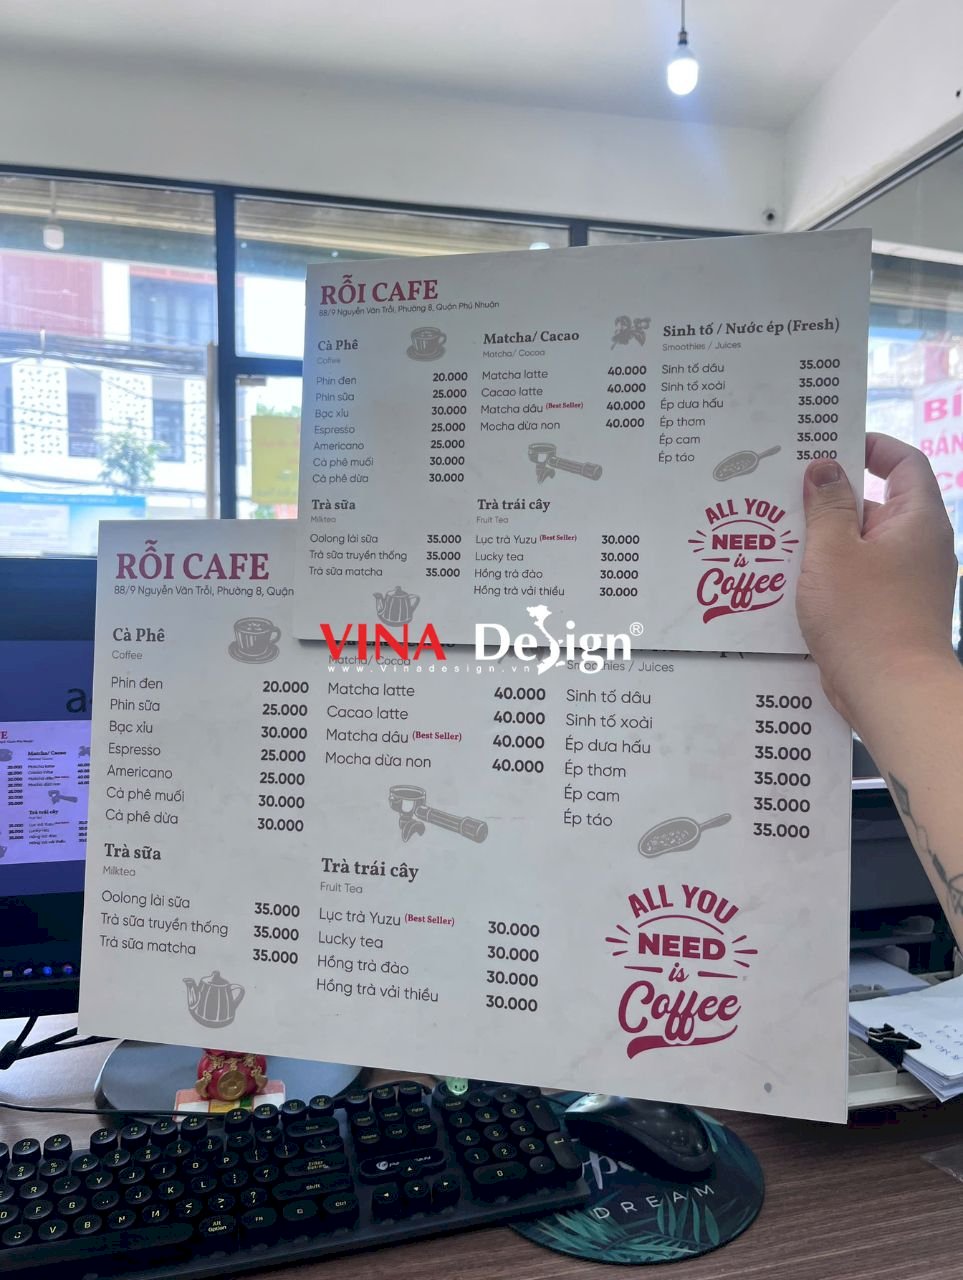 RỖI CAFE
88/9 Nguyễn Văn Trỗi, Phường 8, Quận Phú Nhuận
Cà Phê
Coffee
Phin đen 20.000
Phin sữa 25.000
Bạc xỉu 30.000
Espresso 25.000
Americano 25.000
Cà phê muối 30.000
Cà phê dừa 30.000
Matcha/ Cacao
Matcha/ Cocoa
Matcha latte 40.000
Cacao latte 40.000
Matcha dâu (Best Seller) 40.000
Mocha dừa non 40.000
Sinh tố / Nước ép (Fresh)
Smoothies / Juices
Sinh tố dâu 35.000
Sinh tố xoài 35.000
Ép dưa hấu 35.000
Ép thơm 35.000
Ép cam 35.000
Ép táo 35.000
Trà sữa
Milktea
Oolong lài sữa 35.000
Trà sữa truyền thống 35.000
Trà sữa matcha 35.000
Trà trái cây
Fruit Tea
Lục trà Yuzu (Best Seller) 30.000
Lucky tea 30.000
Hồng trà đào 30.000
Hồng trà vải thiều 30.000
ALL YOU
NEED
is
Coffee
VINA Design®
www.Vinadesign.vn
RỖI CAFE
88/9 Nguyễn Văn Trỗi, Phường 8, Quận
Cà Phê
Coffee
Phin đen 20.000
Phin sữa 25.000
Bạc xỉu 30.000
Espresso 25.000
Americano 25.000
Cà phê muối 30.000
Cà phê dừa 30.000
Matcha/ Cocoa
Matcha latte 40.000
Cacao latte 40.000
Matcha dâu (Best Seller) 40.000
Mocha dừa non 40.000
Smoothies / Juices
Sinh tố dâu 35.000
Sinh tố xoài 35.000
Ép dưa hấu 35.000
Ép thơm 35.000
Ép cam 35.000
Ép táo 35.000
Trà sữa
Milktea
Oolong lài sữa 35.000
Trà sữa truyền thống 35.000
Trà sữa matcha 35.000
Trà trái cây
Fruit Tea
Lục trà Yuzu (Best Seller) 30.000
Lucky tea 30.000
Hồng trà đào 30.000
Hồng trà vải thiều 30.000
ALL YOU
NEED
is
Coffee
DREAM